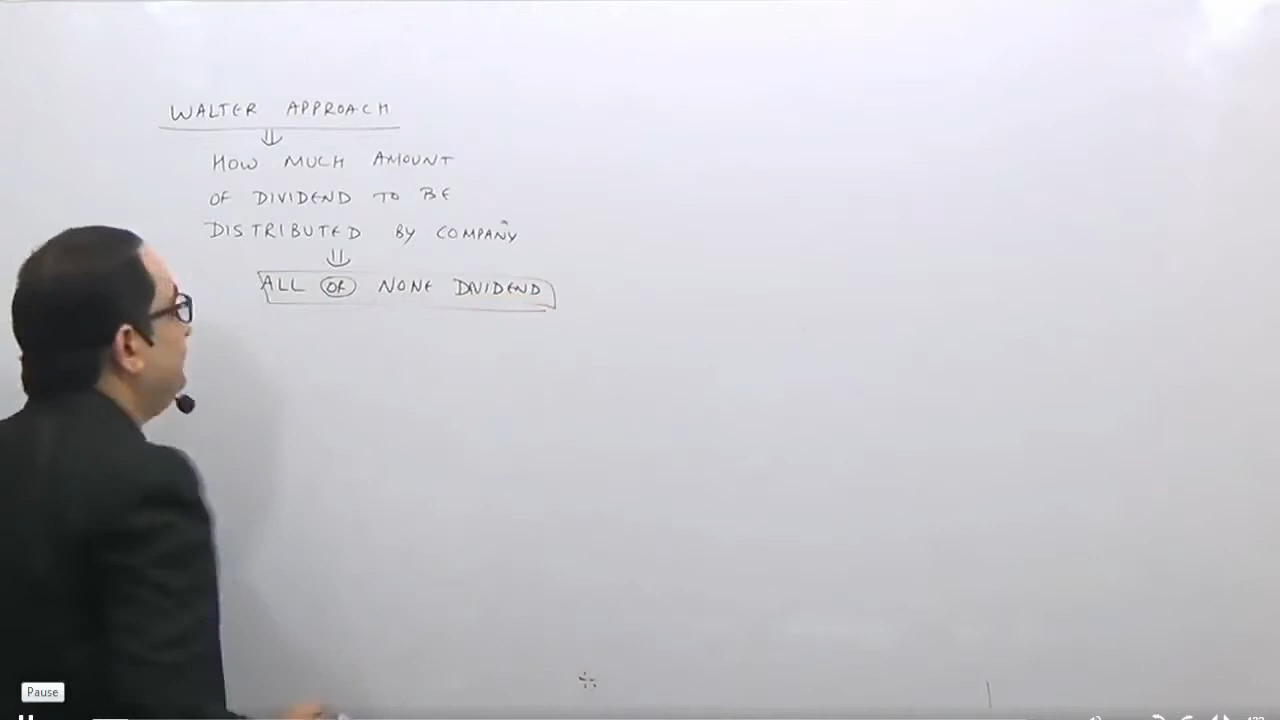 WALTER APPROACH
HOW MUCH AMOUNT
OF DIVIDEND TO BE
DISTRIBUTED BY COMPANY
ALL OR NONE DIVIDEND
Pause